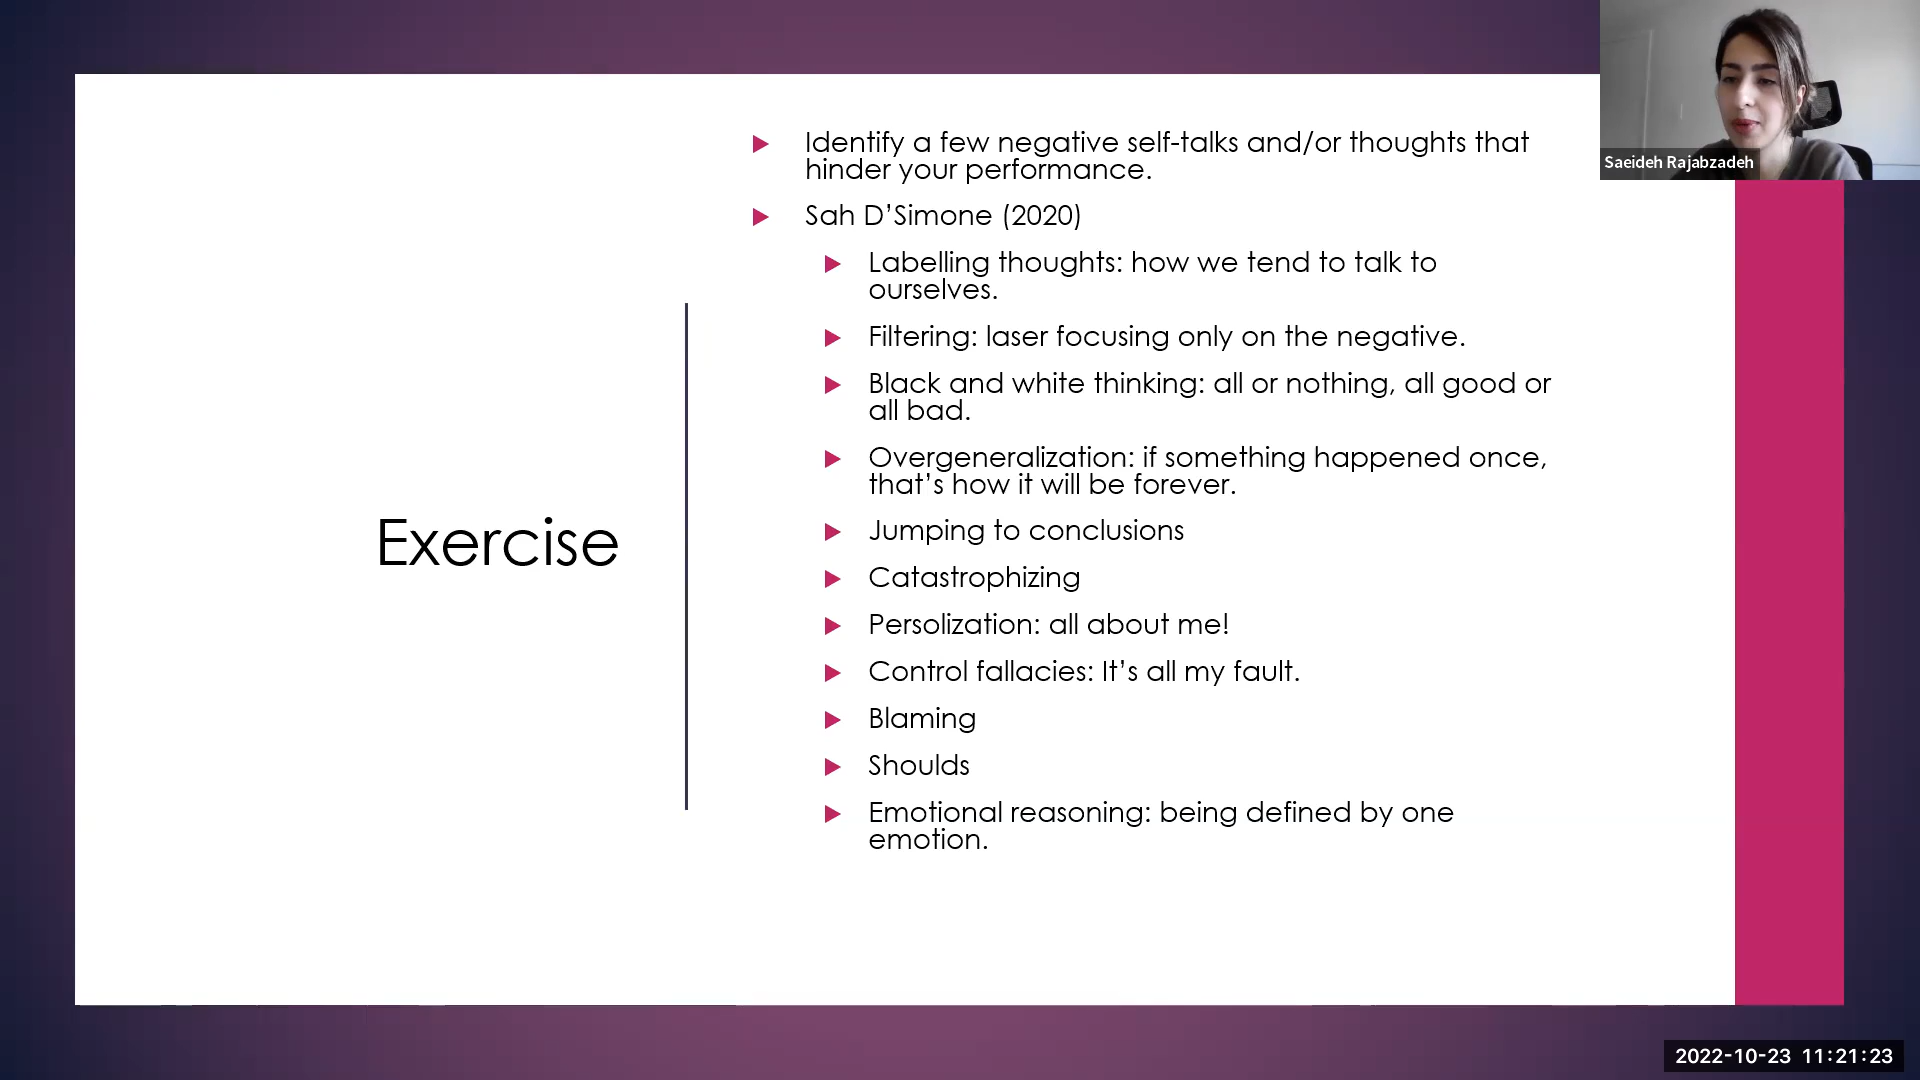 Exercise
Identify a few negative self-talks and/or thoughts that
hinder your performance.
Sah D’Simone (2020)
Labelling thoughts: how we tend to talk to
ourselves.
Filtering: laser focusing only on the negative.
Black and white thinking: all or nothing, all good or
all bad.
Overgeneralization: if something happened once,
that’s how it will be forever.
Jumping to conclusions
Catastrophizing
Persolization: all about me!
Control fallacies: It’s all my fault.
Blaming
Shoulds
Emotional reasoning: being defined by one
emotion.
Saeideh Rajabzadeh
2022-10-23 11:21:23